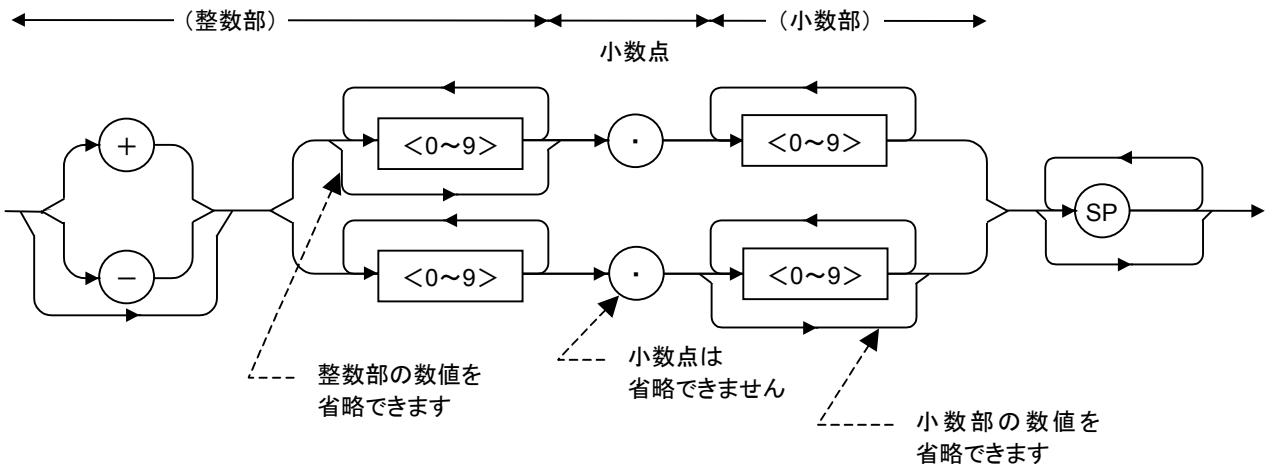 （整数部）
（小数部）
小数点
+
<0～9>
.
<0～9>
SP
−
<0～9>
.
<0～9>
整数部の数値を
省略できます
小数点は
省略できません
小数部の数値を
省略できます